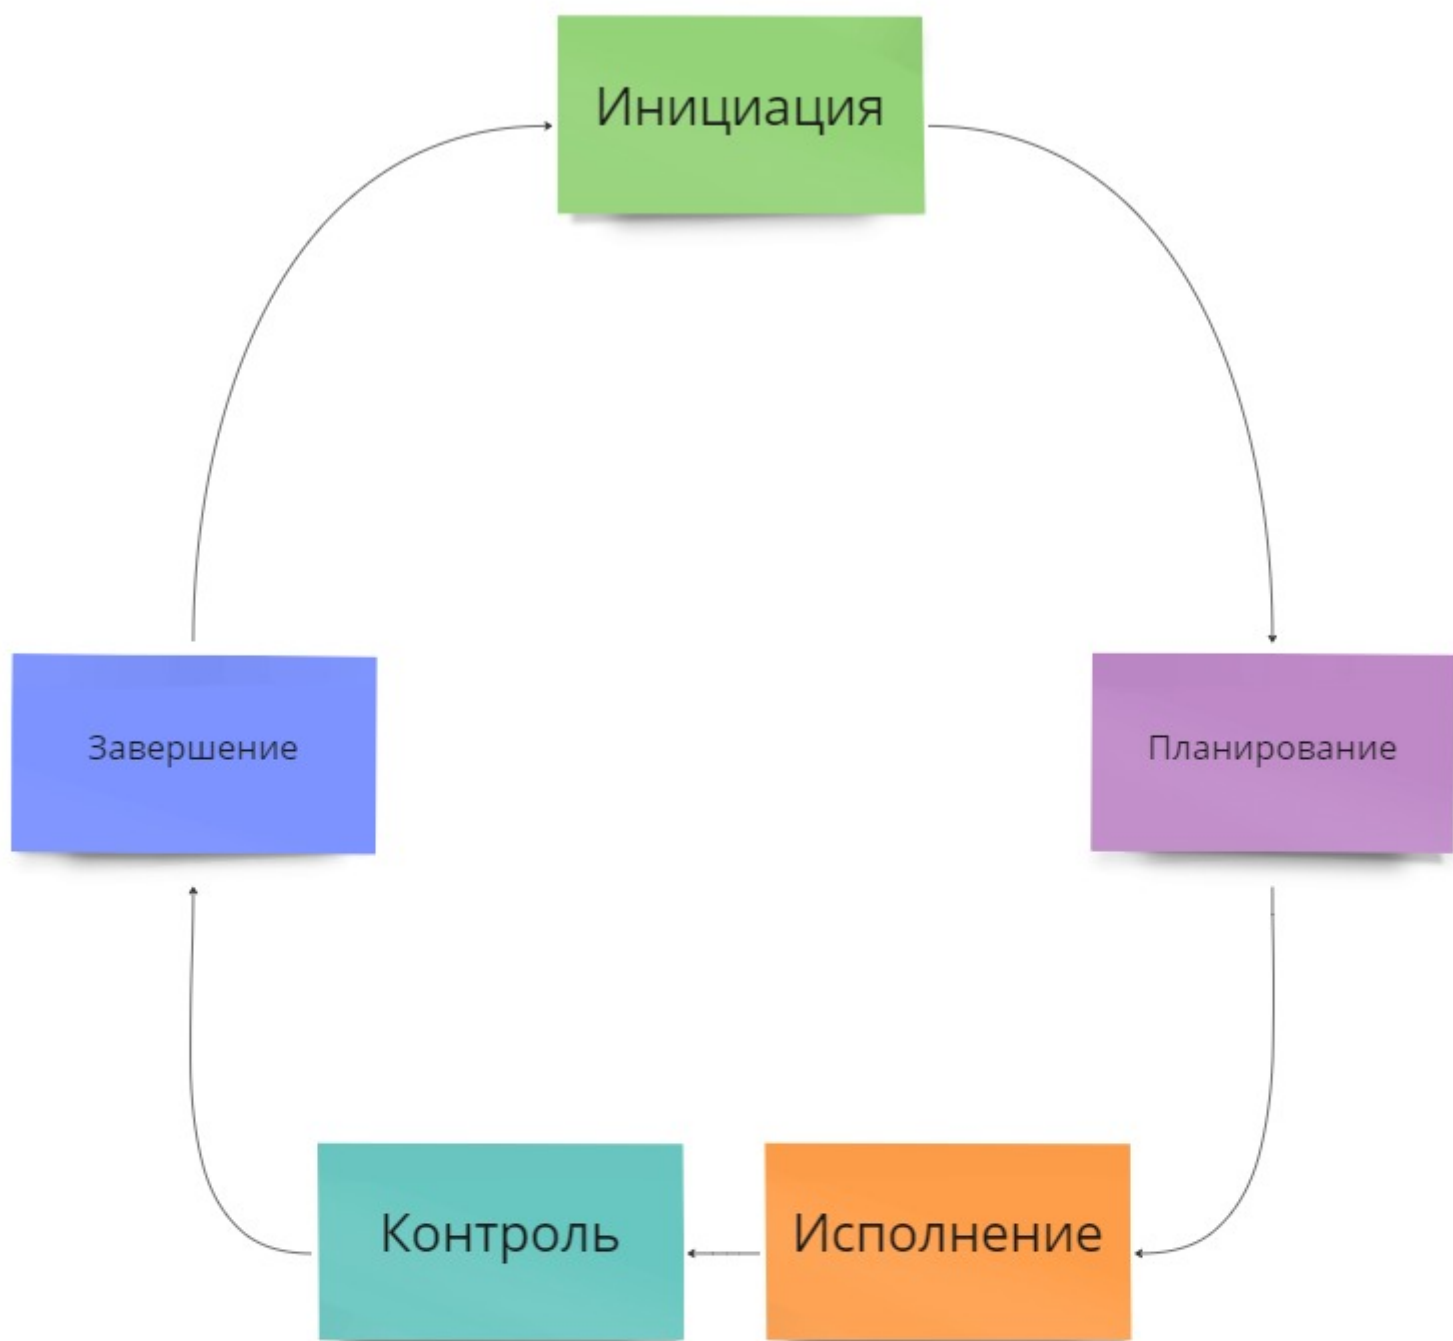 Инициация
Планирование
Исполнение
Контроль
Завершение